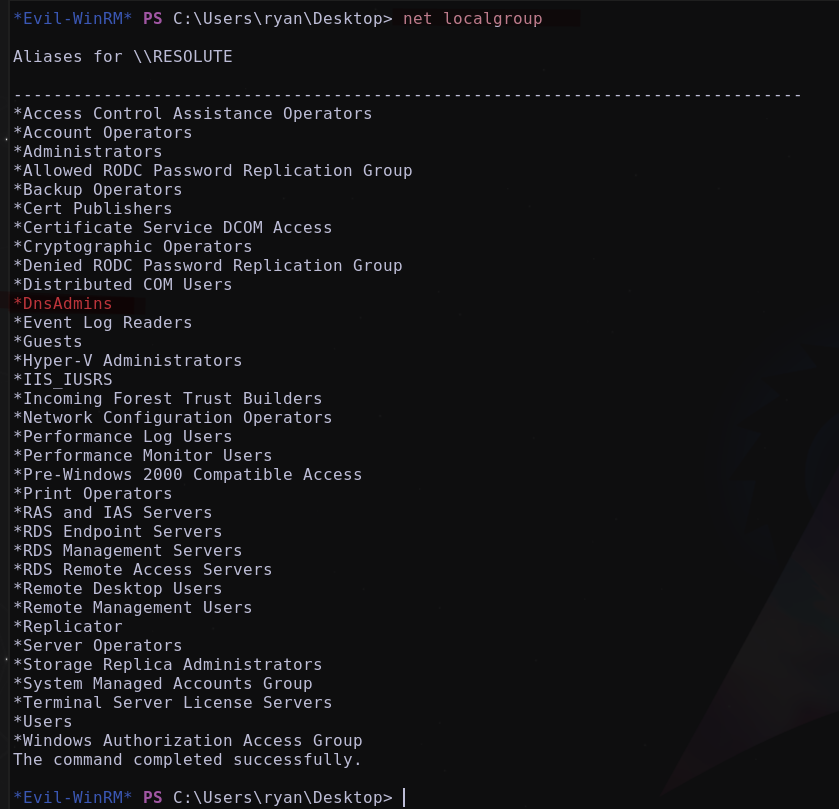 *Evil-WinRM* PS C:\Users\ryan\Desktop> net localgroup
Aliases for \\RESOLUTE
-------------------------------------------------------------------------------
*Access Control Assistance Operators
*Account Operators
*Administrators
*Allowed RODC Password Replication Group
*Backup Operators
*Cert Publishers
*Certificate Service DCOM Access
*Cryptographic Operators
*Denied RODC Password Replication Group
*Distributed COM Users
*DnsAdmins
*Event Log Readers
*Guests
*Hyper-V Administrators
*IIS_IUSRS
*Incoming Forest Trust Builders
*Network Configuration Operators
*Performance Log Users
*Performance Monitor Users
*Pre-Windows 2000 Compatible Access
*Print Operators
*RAS and IAS Servers
*RDS Endpoint Servers
*RDS Management Servers
*RDS Remote Access Servers
*Remote Desktop Users
*Remote Management Users
*Replicator
*Server Operators
*Storage Replica Administrators
*System Managed Accounts Group
*Terminal Server License Servers
*Users
*Windows Authorization Access Group
The command completed successfully.
*Evil-WinRM* PS C:\Users\ryan\Desktop>